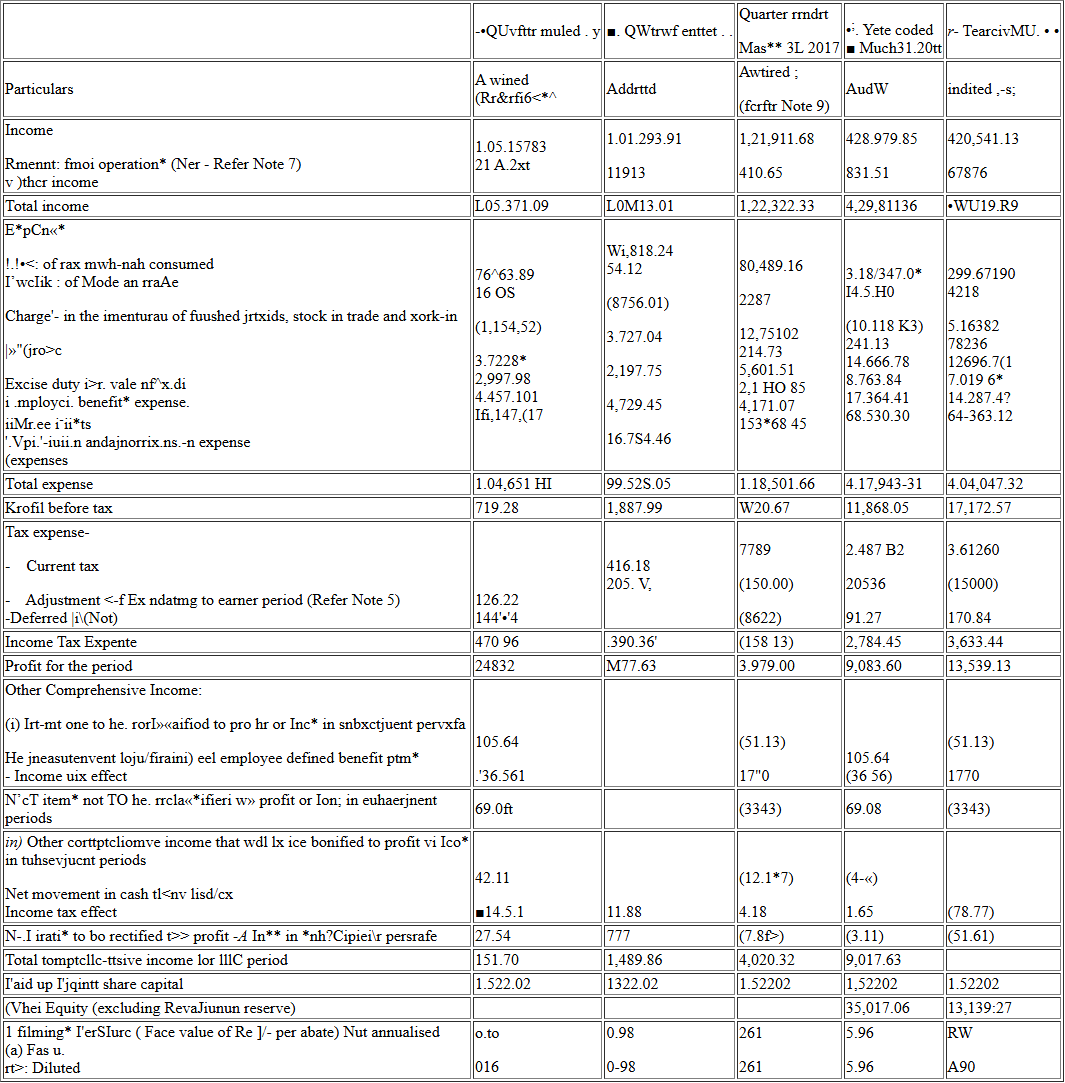 -•QUvfttr muled . y
■. QWtrwf enttet . .
Quarter rrndrt
Mas** 3L 2017
•⁝. Yete coded
■ Much31.20tt
r- TearcivMU. • •
Particulars
A wined
(Rr&rfi6<*^
Addrttd
Awtired ;
(fcrftr Note 9)
AudW
indited ,-s;
Income
Rmennt: fmoi operation* (Ner - Refer Note 7)
v )thcr income
1.05.15783
21 A.2xt
1.01.293.91
11913
1,21,911.68
410.65
428.979.85
831.51
420,541.13
67876
Total income
L05.371.09
L0M13.01
1,22,322.33
4,29,81136
•WU19.R9
E*pCn«*
!.!•<: of rax mwh-nah consumed
I’wcIik : of Mode an rraAe
Charge'- in the imenturau of fuushed jrtxids, stock in trade and xork-in
|»"(jro>c
Excise duty i>r. vale nf^x.di
i .mployci. benefit* expense.
iiMr.ee i¯ii*ts
'.Vpi.'-iuii.n andajnorrix.ns.-n expense
(expenses
76^63.89
16 OS
(1,154,52)
3.7228*
2,997.98
4.457.101
Ifi,147,(17
Wi,818.24
54.12
(8756.01)
3.727.04
2,197.75
4,729.45
16.7S4.46
80,489.16
2287
12,75102
214.73
5,601.51
2,1 HO 85
4,171.07
153*68 45
3.18/347.0*
I4.5.H0
(10.118 K3)
241.13
14.666.78
8.763.84
17.364.41
68.530.30
299.67190
4218
5.16382
78236
12696.7(1
7.019 6*
14.287.4?
64-363.12
Total expense
1.04,651 HI
99.52S.05
1.18,501.66
4.17,943-31
4.04,047.32
Krofil before tax
719.28
1,887.99
W20.67
11,868.05
17,172.57
Tax expense-
- Current tax
- Adjustment <-f Ex ndatmg to earner period (Refer Note 5)
-Deferred |i\(Not)
126.22
144'•'4
416.18
205. V,
7789
(150.00)
(8622)
2.487 B2
20536
91.27
3.61260
(15000)
170.84
Income Tax Expente
470 96
.390.36'
(158 13)
2,784.45
3,633.44
Profit for the period
24832
M77.63
3.979.00
9,083.60
13,539.13
Other Comprehensive Income:
(i) Irt-mt one to he. rorI»«aifiod to pro hr or Inc* in snbxctjuent pervxfa
He jneasutenvent loju/firaini) eel employee defined benefit ptm*
- Income uix effect
105.64
.'36.561
(51.13)
17"0
105.64
(36 56)
(51.13)
1770
N’cT item* not TO he. rrcla«*ifieri w» profit or Ion; in euhaerjnent
periods
69.0ft
(3343)
69.08
(3343)
in) Other corttptcliomve income that wdl lx ice bonified to profit vi Ico*
in tuhsevjucnt periods
Net movement in cash tl<nv lisd/cx
Income tax effect
42.11
■14.5.1
11.88
(12.1*7)
4.18
(4-«)
1.65
(78.77)
N-.I irati* to bo rectified t>> profit -A In** in *nh?Cipiei\r persrafe
27.54
777
(7.8f>)
(3.11)
(51.61)
Total tomptcllc-ttsive income lor lllC period
151.70
1,489.86
4,020.32
9,017.63
I'aid up I'jqintt share capital
1.522.02
1322.02
1.52202
1,52202
1.52202
(Vhei Equity (excluding RevaJiunun reserve)
35,017.06
13,139:27
1 filming* I'erSIurc ( Face value of Re ]/- per abate) Nut annualised
(a) Fas u.
rt>: Diluted
o.to
016
0.98
0-98
261
261
5.96
5.96
RW
A90